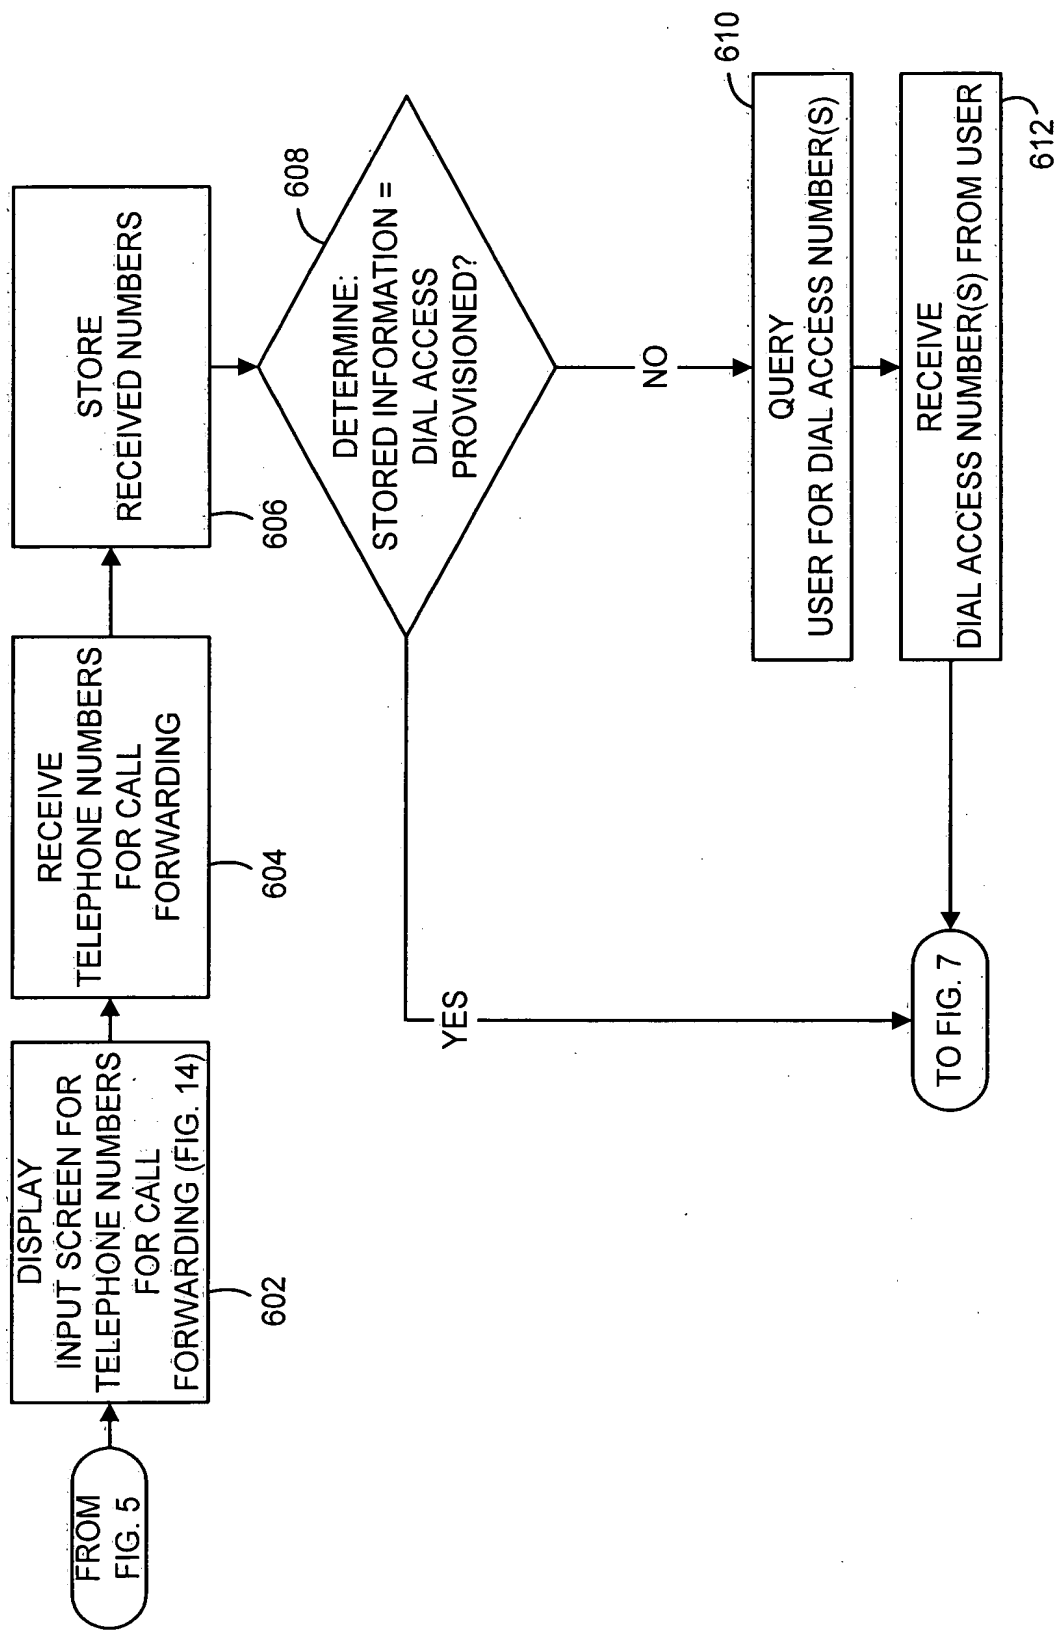 FROM
FIG. 5
DISPLAY
INPUT SCREEN FOR
TELEPHONE NUMBERS
FOR CALL
FORWARDING (FIG. 14)
602
RECEIVE
TELEPHONE NUMBERS
FOR CALL
FORWARDING
604
STORE
RECEIVED NUMBERS
606
DETERMINE:
STORED INFORMATION =
DIAL ACCESS
PROVISIONED?
608
YES
NO
QUERY
USER FOR DIAL ACCESS NUMBER(S)
610
RECEIVE
DIAL ACCESS NUMBER(S) FROM USER
612
TO FIG. 7